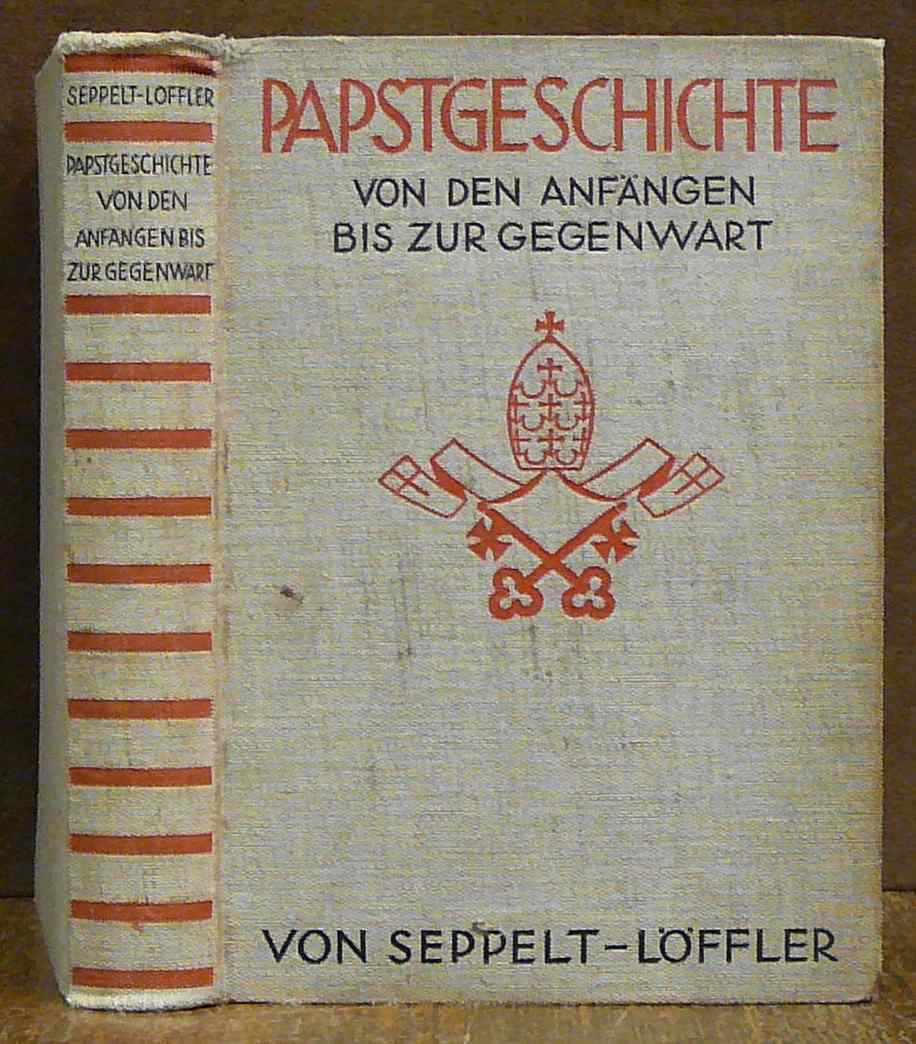 SEPPELT-LÖFFLER
PAPSTGESCHICHTE
VON DEN
ANFÄNGEN BIS
ZUR GEGENWART
PAPSTGESCHICHTE
VON DEN ANFÄNGEN
BIS ZUR GEGENWART
VON SEPPELT-LÖFFLER